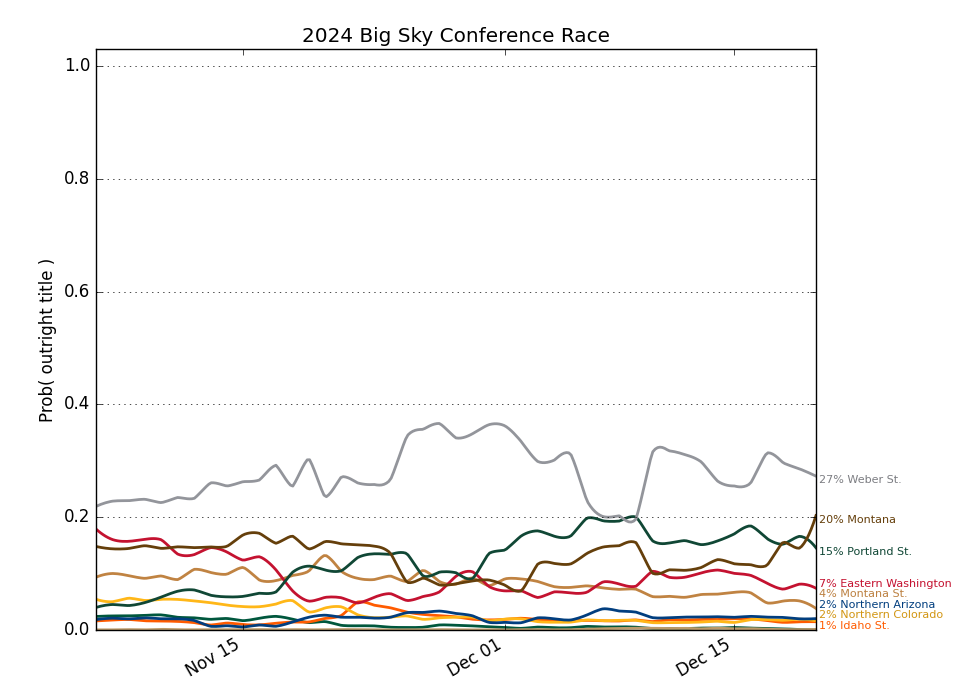 2024 Big Sky Conference Race
Prob( outright title )
1.0
0.8
0.6
0.4
0.2
0.0
Nov 15
Dec 01
Dec 15
27% Weber St.
20% Montana
15% Portland St.
7% Eastern Washington
4% Montana St.
2% Northern Arizona
2% Northern Colorado
1% Idaho St.